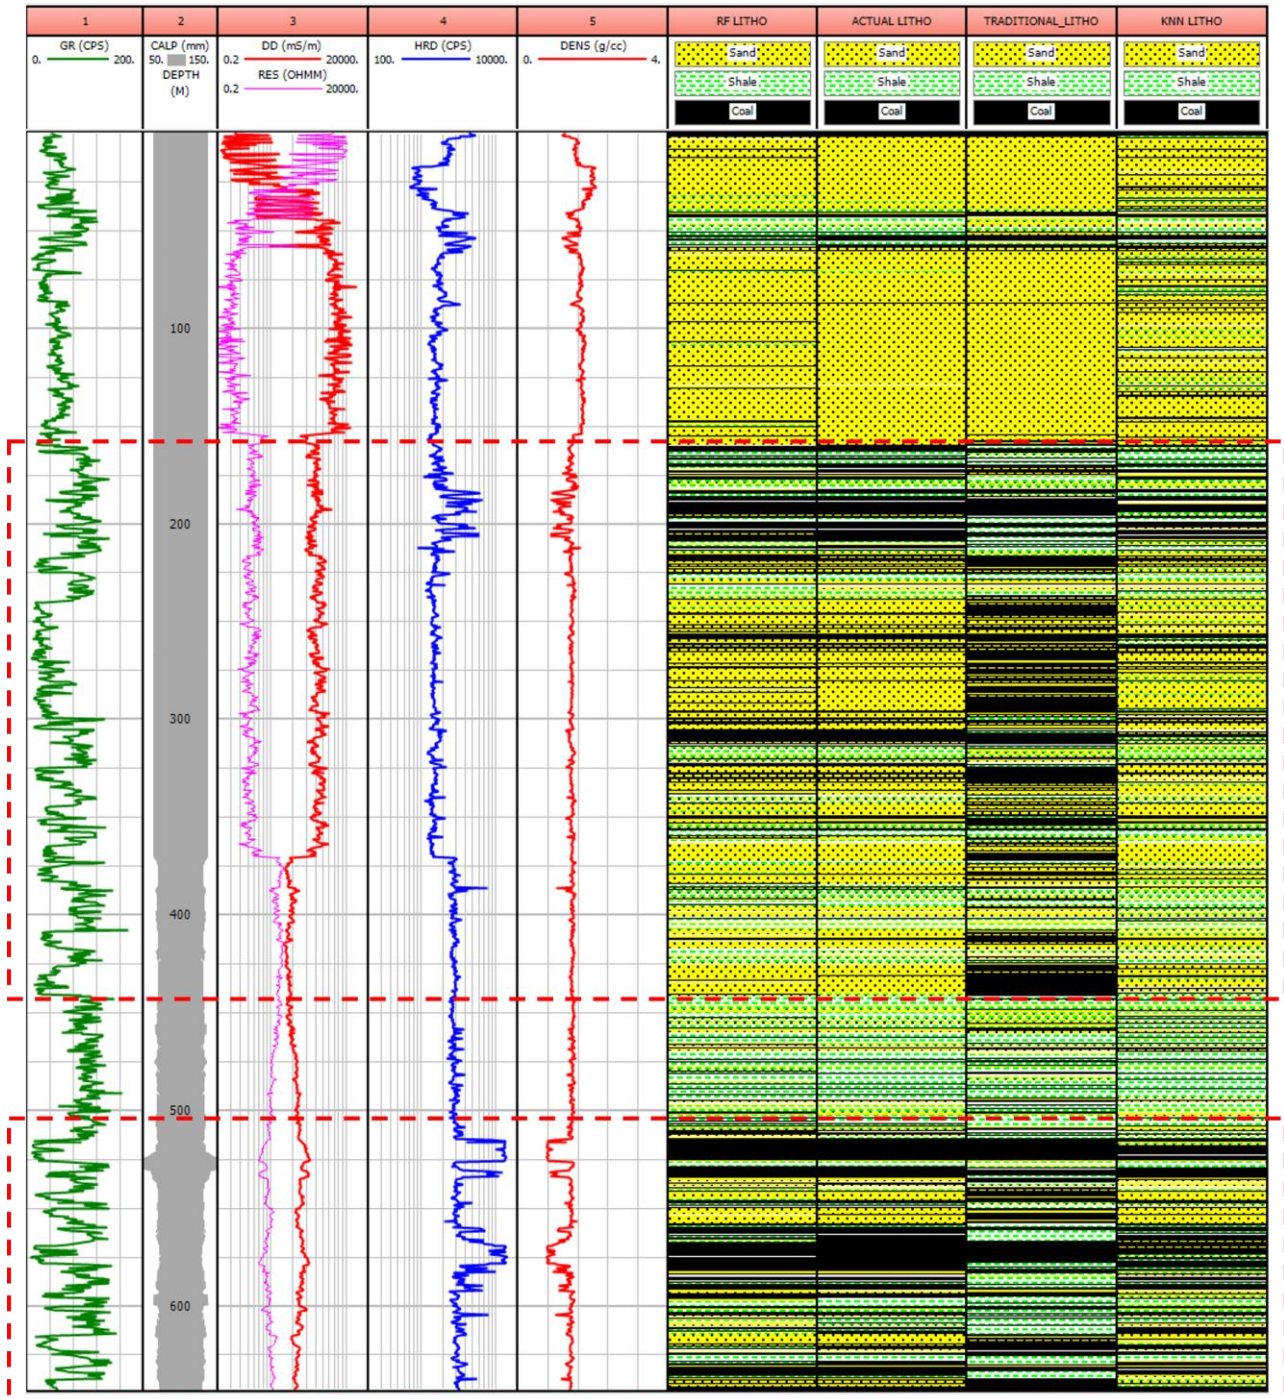 1 2 3 4 5 RF LITHO ACTUAL LITHO TRADITIONAL_LITHO KNN LITHO
GR (CPS) CALP (mm) DD (mS/m) HRD (CPS) DENS (g/cc) Sand Sand Sand Sand
0. 200. 50. 150. 0.2 20000. 100. 10000. 0. 4.
DEPTH RES (OHMM) Shale Shale Shale Shale
(M) 0.2 20000.
Coal Coal Coal Coal
100
200
300
400
500
600